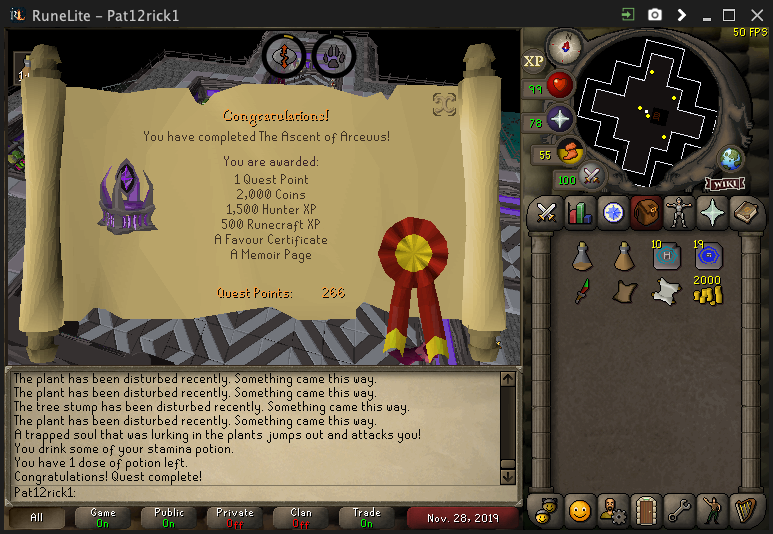 RuneLite - Pat12rick1
50 FPS
XP
99
78
55
100
WIKI
Congratulations!
You have completed The Ascent of Arceuus!
You are awarded:
1 Quest Point
2,000 Coins
1,500 Hunter XP
500 Runecraft XP
A Favour Certificate
A Memoir Page
Quest Points: 266
10
19
2000
The plant has been disturbed recently. Something came this way.
The plant has been disturbed recently. Something came this way.
The tree stump has been disturbed recently. Something came this way.
The plant has been disturbed recently. Something came this way.
A trapped soul that was lurking in the plants jumps out and attacks you!
You drink some of your stamina potion.
You have 1 dose of potion left.
Congratulations! Quest complete!
Pat12rick1:
All
Game
On
Public
On
Private
Off
Clan
Off
Trade
On
Nov. 28, 2019